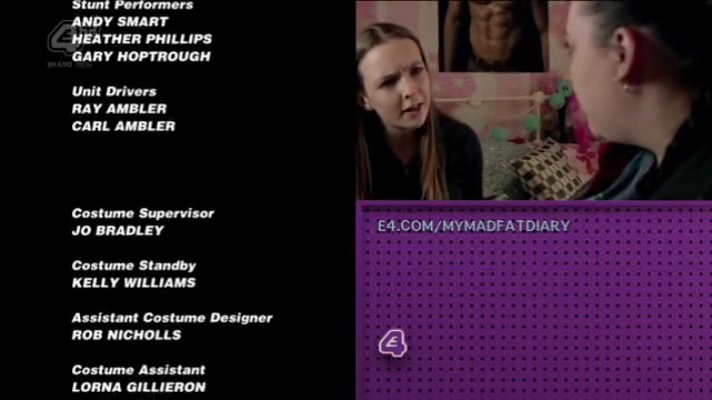 Stunt Performers
ANDY SMART
HEATHER PHILLIPS
GARY HOPTROUGH
Unit Drivers
RAY AMBLER
CARL AMBLER
Costume Supervisor
JO BRADLEY
Costume Standby
KELLY WILLIAMS
Assistant Costume Designer
ROB NICHOLLS
Costume Assistant
LORNA GILLIERON
E4.COM/MYMADFATDIARY
E4